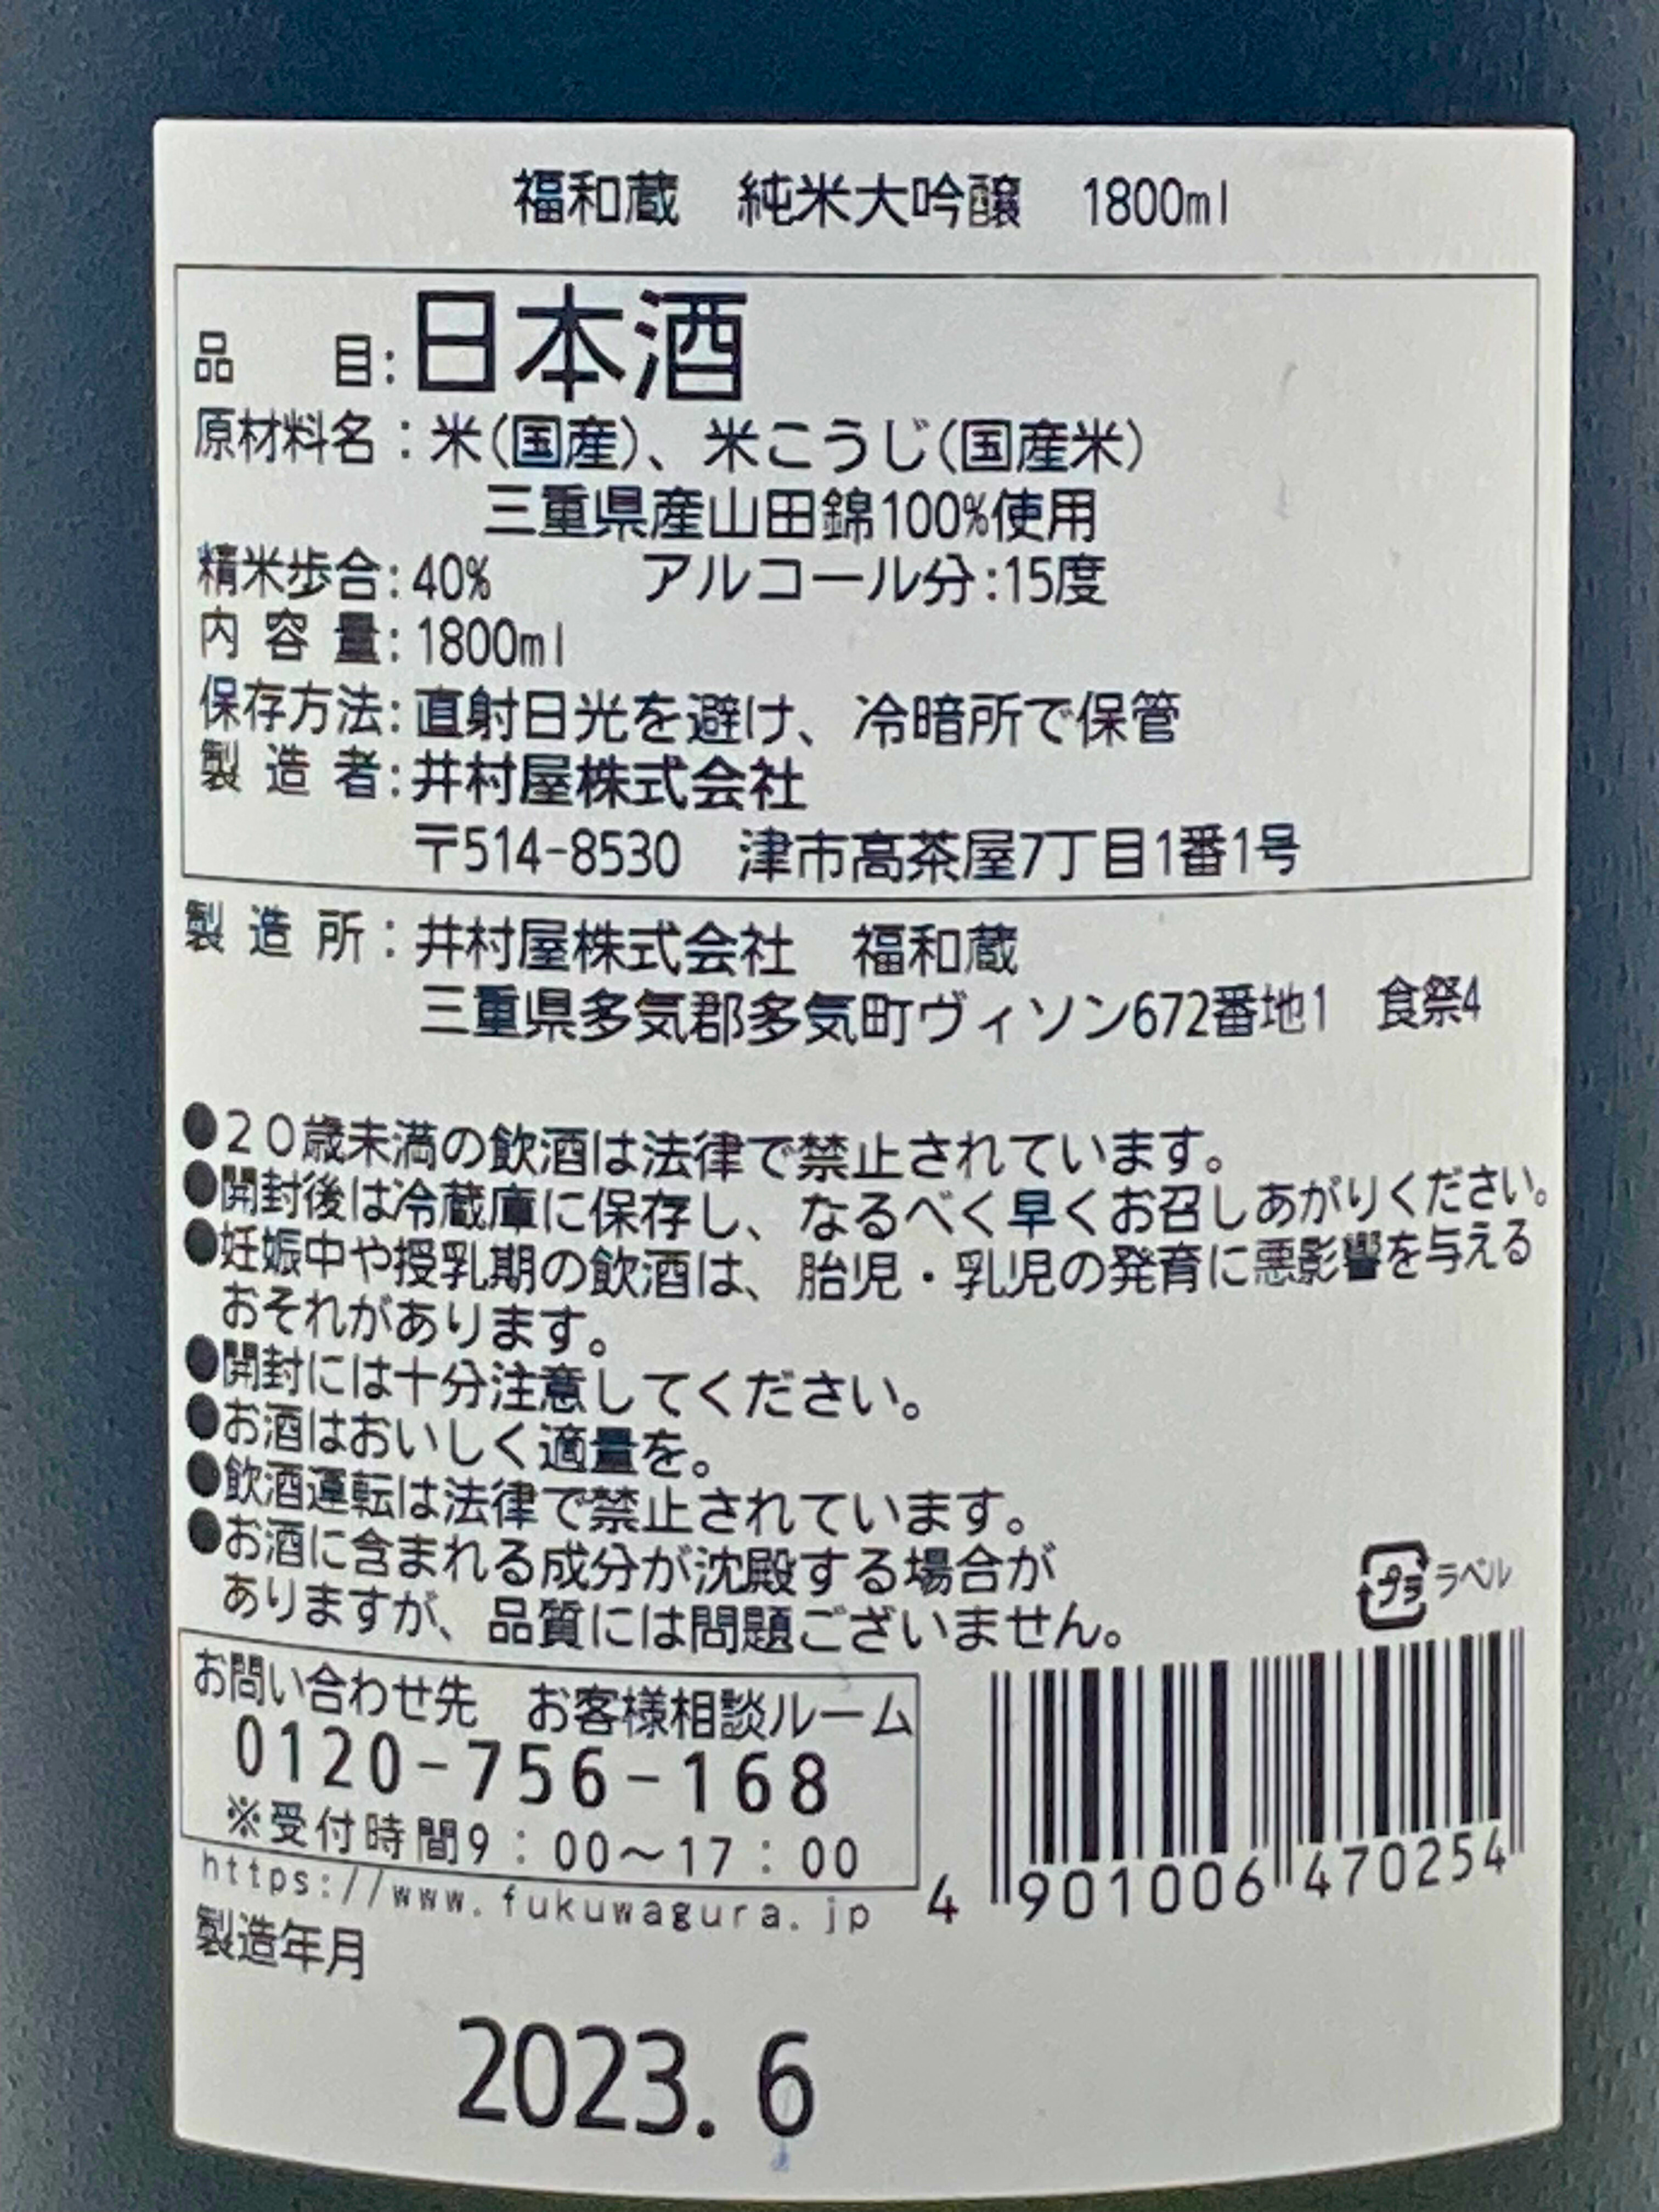 福和蔵　純米大吟醸　1800ml
品　目:日本酒
原材料名：米(国産)、米こうじ(国産米)
三重県産山田錦100%使用
精米歩合:40%　アルコール分:15度
内容量:1800ml
保存方法:直射日光を避け、冷暗所で保管
製造者:井村屋株式会社
〒514-8530　津市高茶屋7丁目1番1号
製造所：井村屋株式会社　福和蔵
三重県多気郡多気町ヴィソン672番地1　食祭4
●20歳未満の飲酒は法律で禁止されています。
●開封後は冷蔵庫に保存し、なるべく早くお召しあがりください。
●妊娠中や授乳期の飲酒は、胎児・乳児の発育に悪影響を与える
おそれがあります。
●開封には十分注意してください。
●お酒はおいしく適量を。
●飲酒運転は法律で禁止されています。
●お酒に含まれる成分が沈殿する場合が
ありますが、品質には問題ございません。
プラ ラベル
お問い合わせ先　お客様相談ルーム
0120-756-168
※受付時間9：00～17：00
https://www.fukuwagura.jp
4 901006 470254
製造年月
2023.6